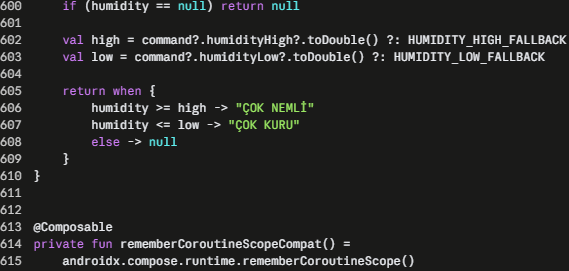 600     if (humidity == null) return null
601
602     val high = command?.humidityHigh?.toDouble() ?: HUMIDITY_HIGH_FALLBACK
603     val low = command?.humidityLow?.toDouble() ?: HUMIDITY_LOW_FALLBACK
604
605     return when {
606         humidity >= high -> "ÇOK NEMLİ"
607         humidity <= low -> "ÇOK KURU"
608         else -> null
609     }
610 }
611
612
613 @Composable
614 private fun rememberCoroutineScopeCompat() =
615     androidx.compose.runtime.rememberCoroutineScope()